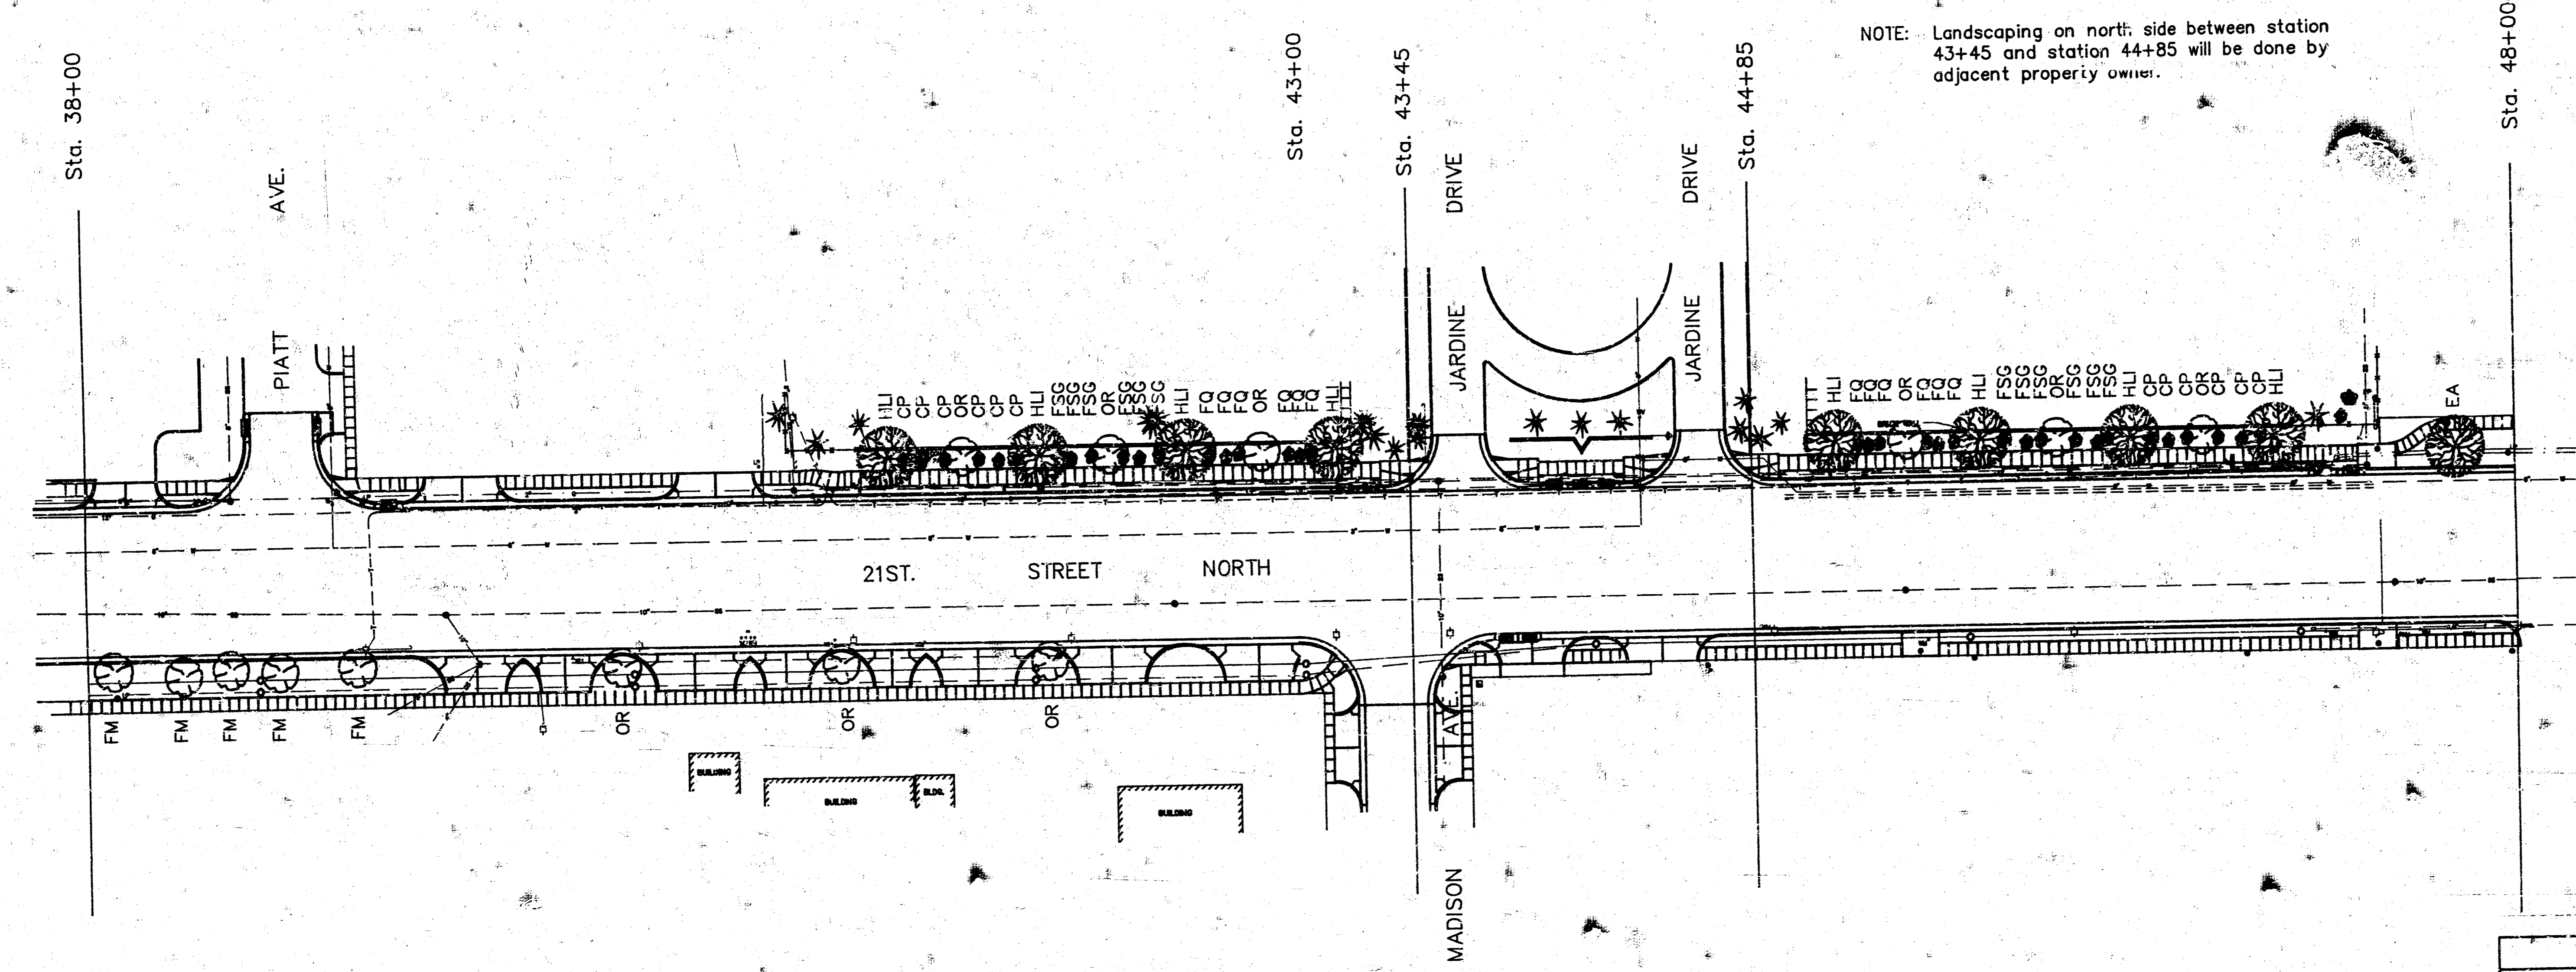 NOTE: Landscaping on north side between station
43+45 and station 44+85 will be done by
adjacent property owner.
Sta. 38+00
Sta. 43+00
Sta. 43+45
Sta. 44+85
Sta. 48+00
PIATT AVE.
JARDINE DRIVE
JARDINE DRIVE
HLI
CP
CP
CP
OR
CP
CP
CP
HLI
FSG
FSG
FSG
OR
FSG
FSG
FSG
HLI
FQ
FQ
FQ
OR
FQ
FQ
FQ
HLI
HLI
FQ
FQ
OR
FQ
FQ
FQ
HLI
FSG
FSG
FSG
OR
FSG
FSG
FSG
HLI
CP
CP
CP
OR
CP
CP
CP
HLI
EA
21ST. STREET NORTH
FM
FM
FM
FM
FM
OR
OR
OR
BUILDING
BUILDING
BLDG.
BUILDING
MADISON AVE.